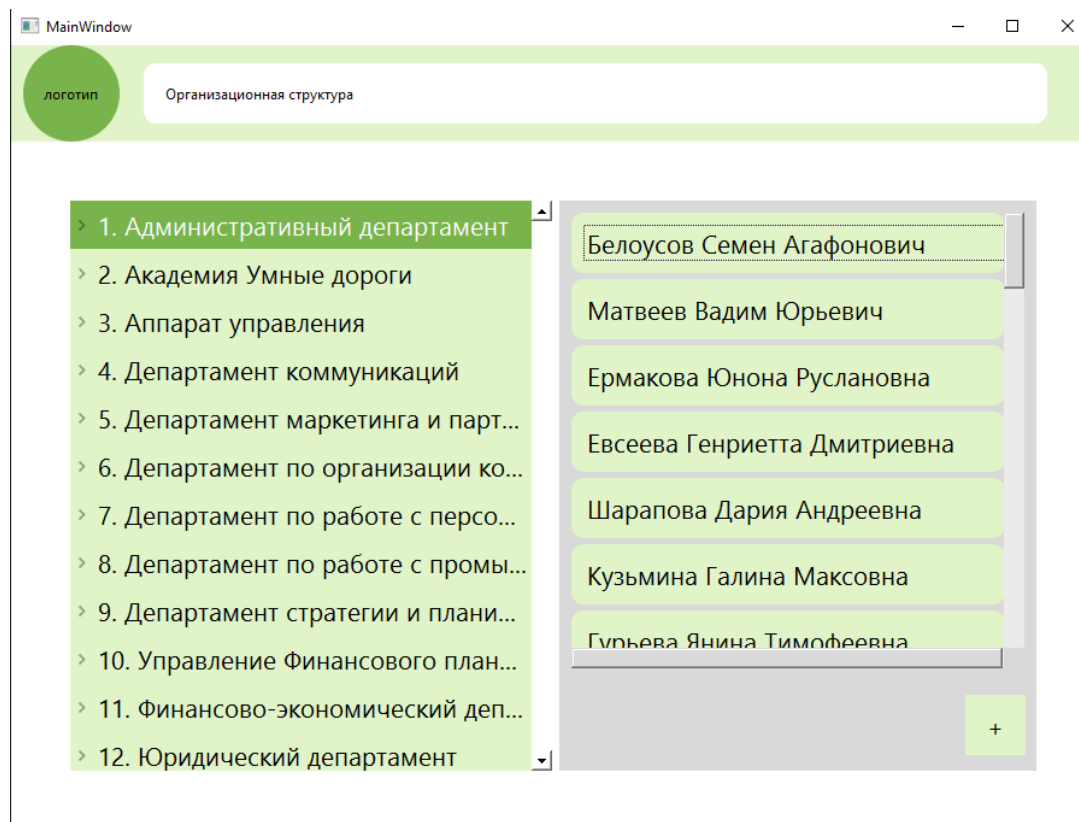 MainWindow
логотип
Организационная структура
1. Административный департамент
2. Академия Умные дороги
3. Аппарат управления
4. Департамент коммуникаций
5. Департамент маркетинга и парт...
6. Департамент по организации ко...
7. Департамент по работе с персо...
8. Департамент по работе с промы...
9. Департамент стратегии и плани...
10. Управление Финансового план...
11. Финансово-экономический деп...
12. Юридический департамент
Белоусов Семен Агафонович
Матвеев Вадим Юрьевич
Ермакова Юнона Руслановна
Евсеева Генриетта Дмитриевна
Шарапова Дария Андреевна
Кузьмина Галина Максовна
Гурьева Янина Тимофеевна
+